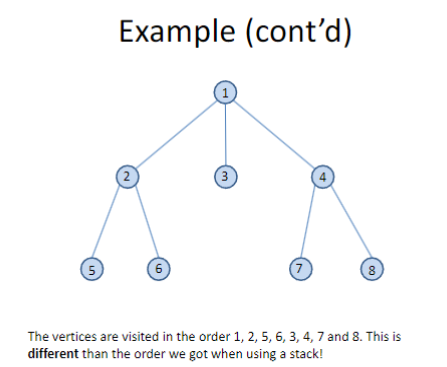 Example (cont’d)
1
2 3 4
5 6 7 8
The vertices are visited in the order 1, 2, 5, 6, 3, 4, 7 and 8. This is
different than the order we got when using a stack!